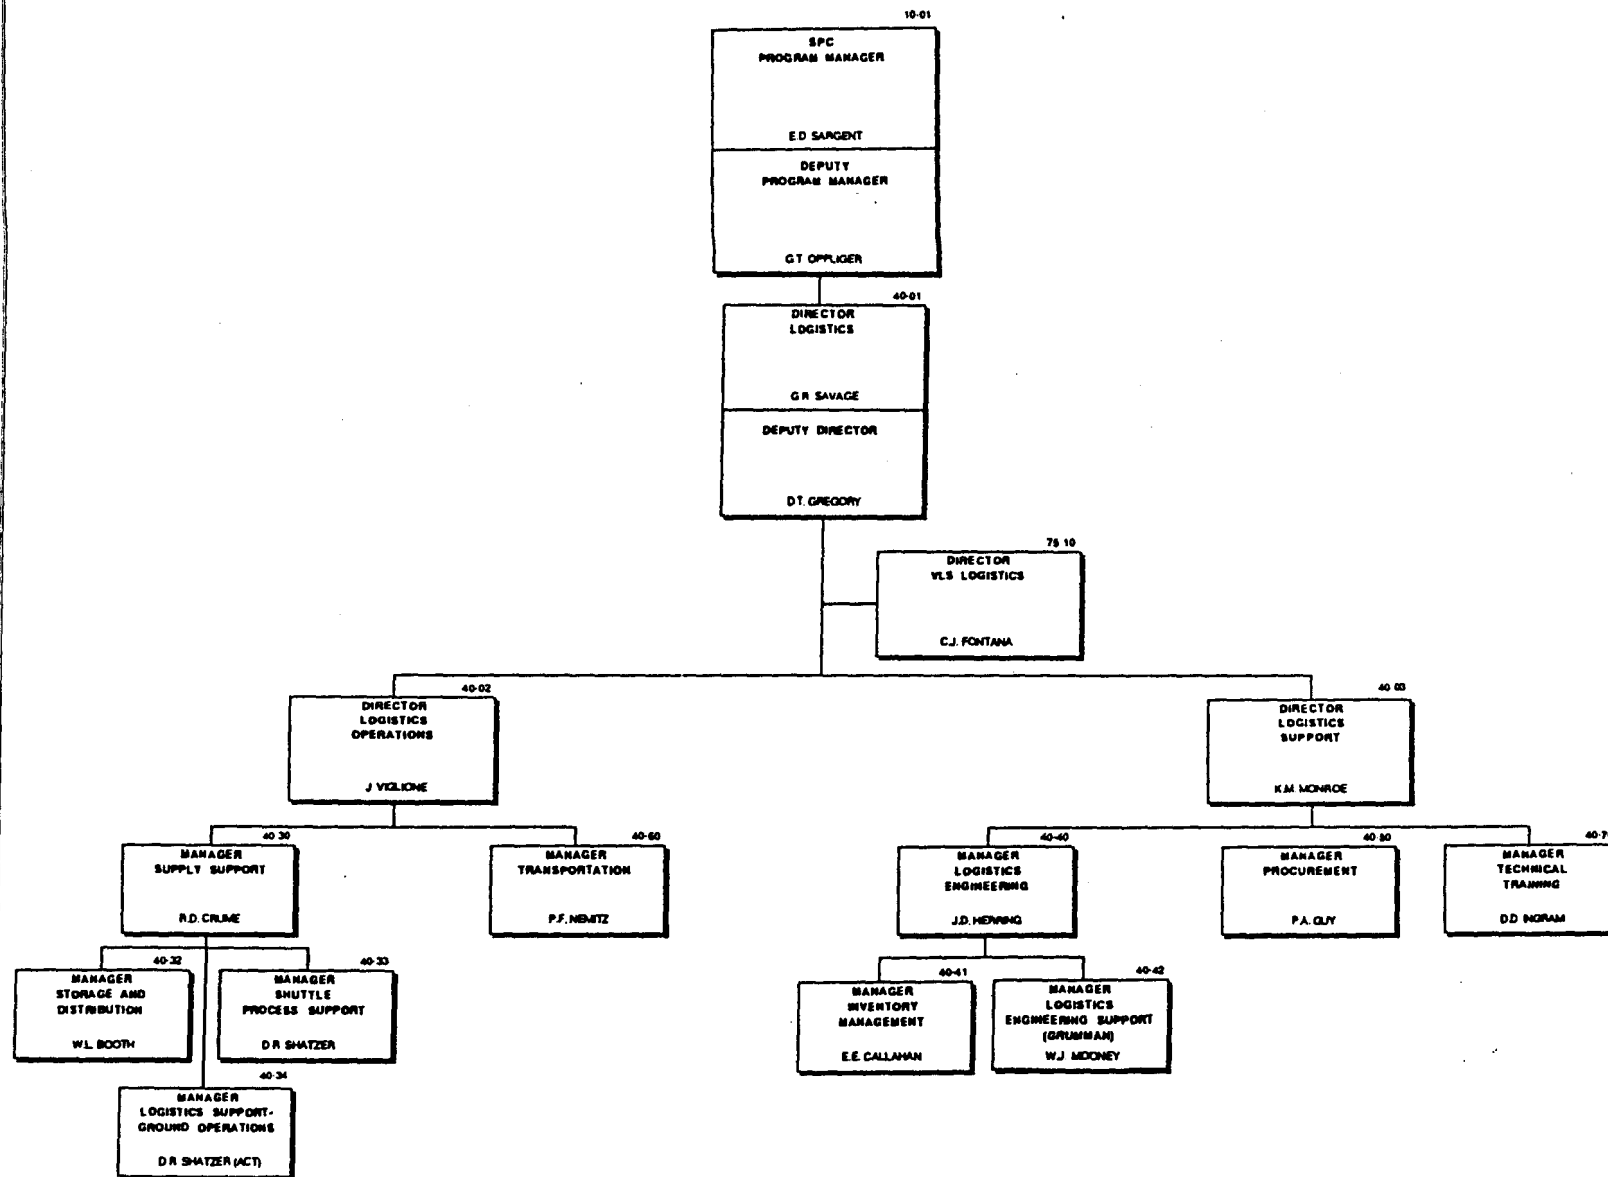 10-01
SPC
PROGRAM MANAGER
E.D SARGENT
DEPUTY
PROGRAM MANAGER
G.T OPPLIGER
40-01
DIRECTOR
LOGISTICS
G R SAVAGE
DEPUTY DIRECTOR
D T. GREGORY
75 10
DIRECTOR
VLS LOGISTICS
C.J. FONTANA
40-02
DIRECTOR
LOGISTICS
OPERATIONS
J VIGLIONE
40 03
DIRECTOR
LOGISTICS
SUPPORT
K.M. MONROE
40-30
MANAGER
SUPPLY SUPPORT
R.D. CRUME
40-60
MANAGER
TRANSPORTATION
P.F. NEMITZ
40-40
MANAGER
LOGISTICS
ENGINEERING
J.D. HERRING
MANAGER
PROCUREMENT
P.A. GUY
MANAGER
TECHNICAL
TRAINING
D.D INGRAM
40-32
MANAGER
STORAGE AND
DISTRIBUTION
W.L. BOOTH
40-33
MANAGER
SHUTTLE
PROCESS SUPPORT
D R SHATZER
40-41
MANAGER
INVENTORY
MANAGEMENT
E.E. CALLAHAN
40-42
MANAGER
LOGISTICS
ENGINEERING SUPPORT
(GRUMMAN)
W.J. MOONEY
40-34
MANAGER
LOGISTICS SUPPORT-
GROUND OPERATIONS
D R SHATZER (ACT)